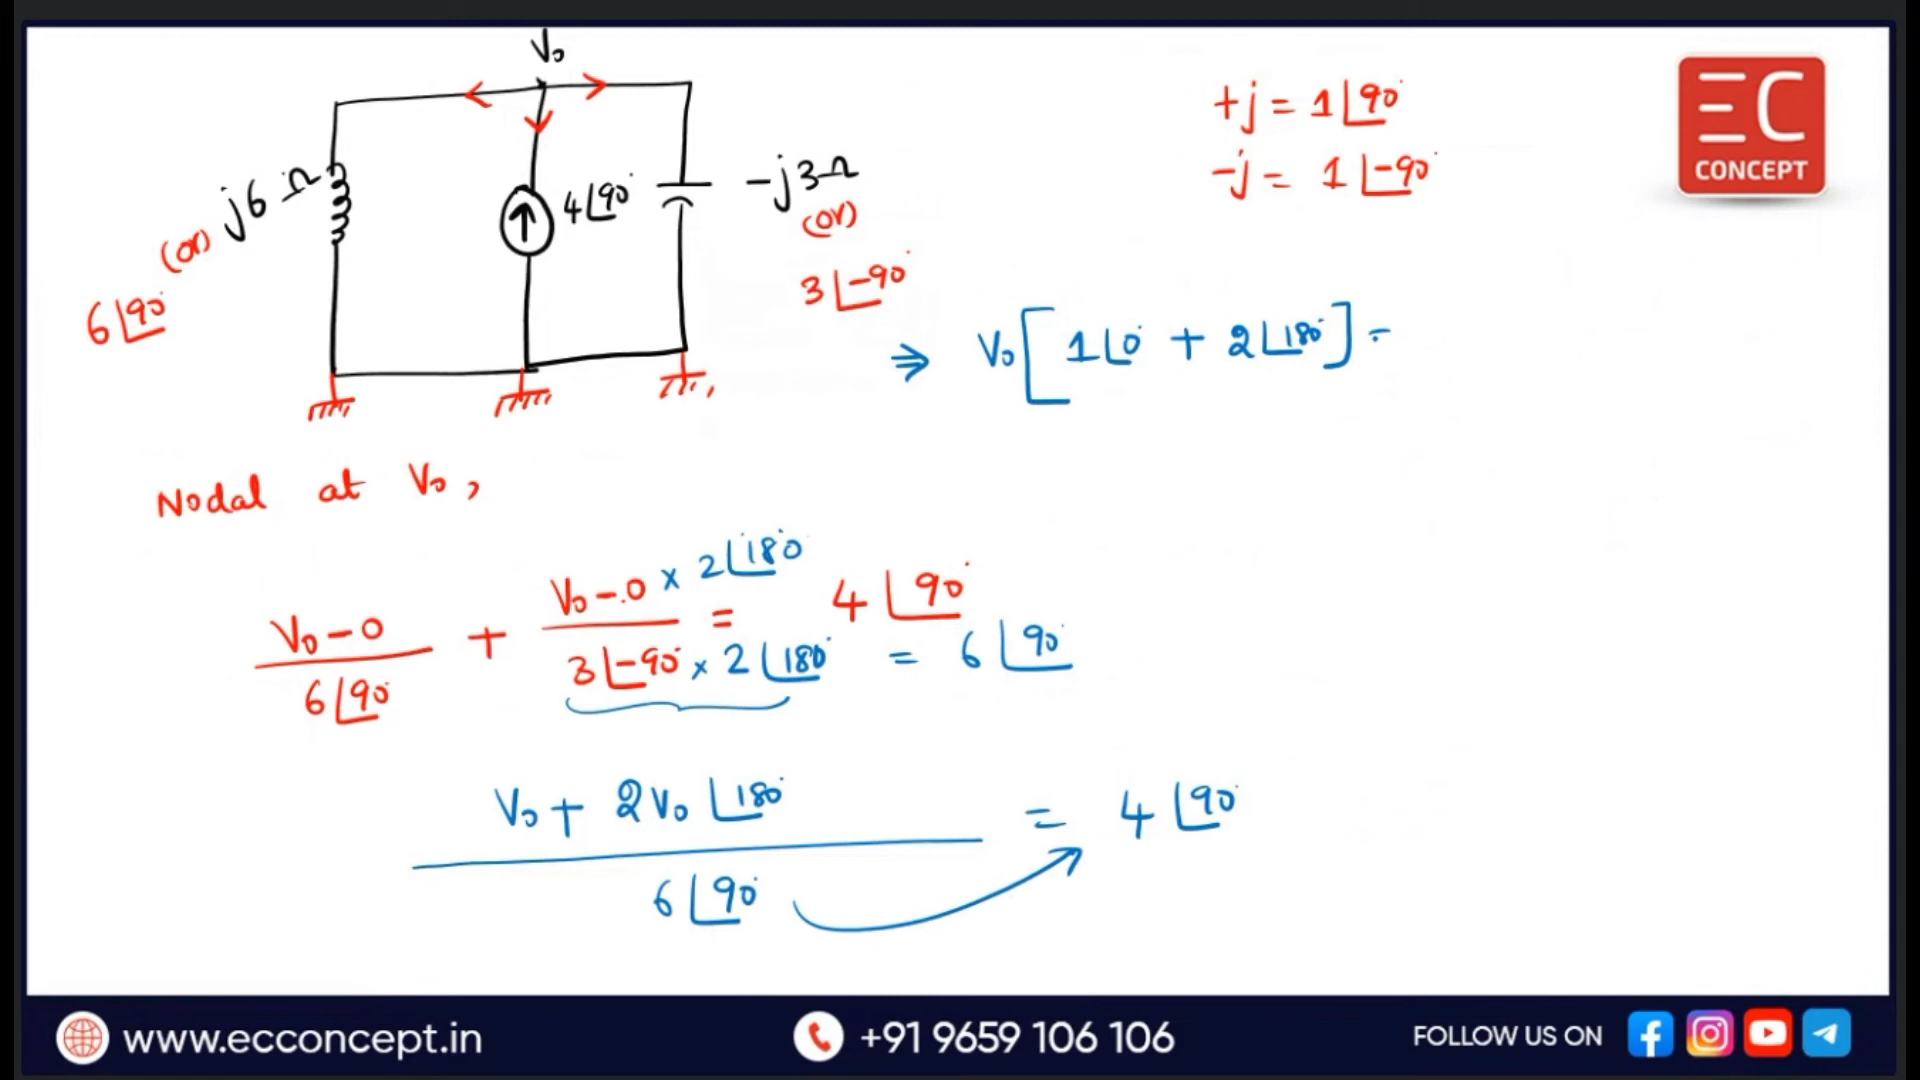 V₀
+j = 1∠90°
-j = 1∠-90°
EC
CONCEPT
j6 Ω
(or)
6∠90°
4∠90°
-j3Ω
(or)
3∠-90°
⇒ V₀[1∠0° + 2∠180°] =
Nodal at V₀,
V₀-0/6∠90° + V₀-0 × 2∠180°/3∠-90° × 2∠180° = 4∠90°
= 6∠90°
V₀ + 2V₀∠180°/6∠90° = 4∠90°
www.ecconcept.in
+91 9659 106 106
FOLLOW US ON